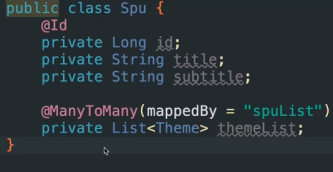 public class Spu {
@Id
private Long id;
private String title;
private String subtitle;
@ManyToMany(mappedBy = "spuList")
private List<Theme> themeList;
}